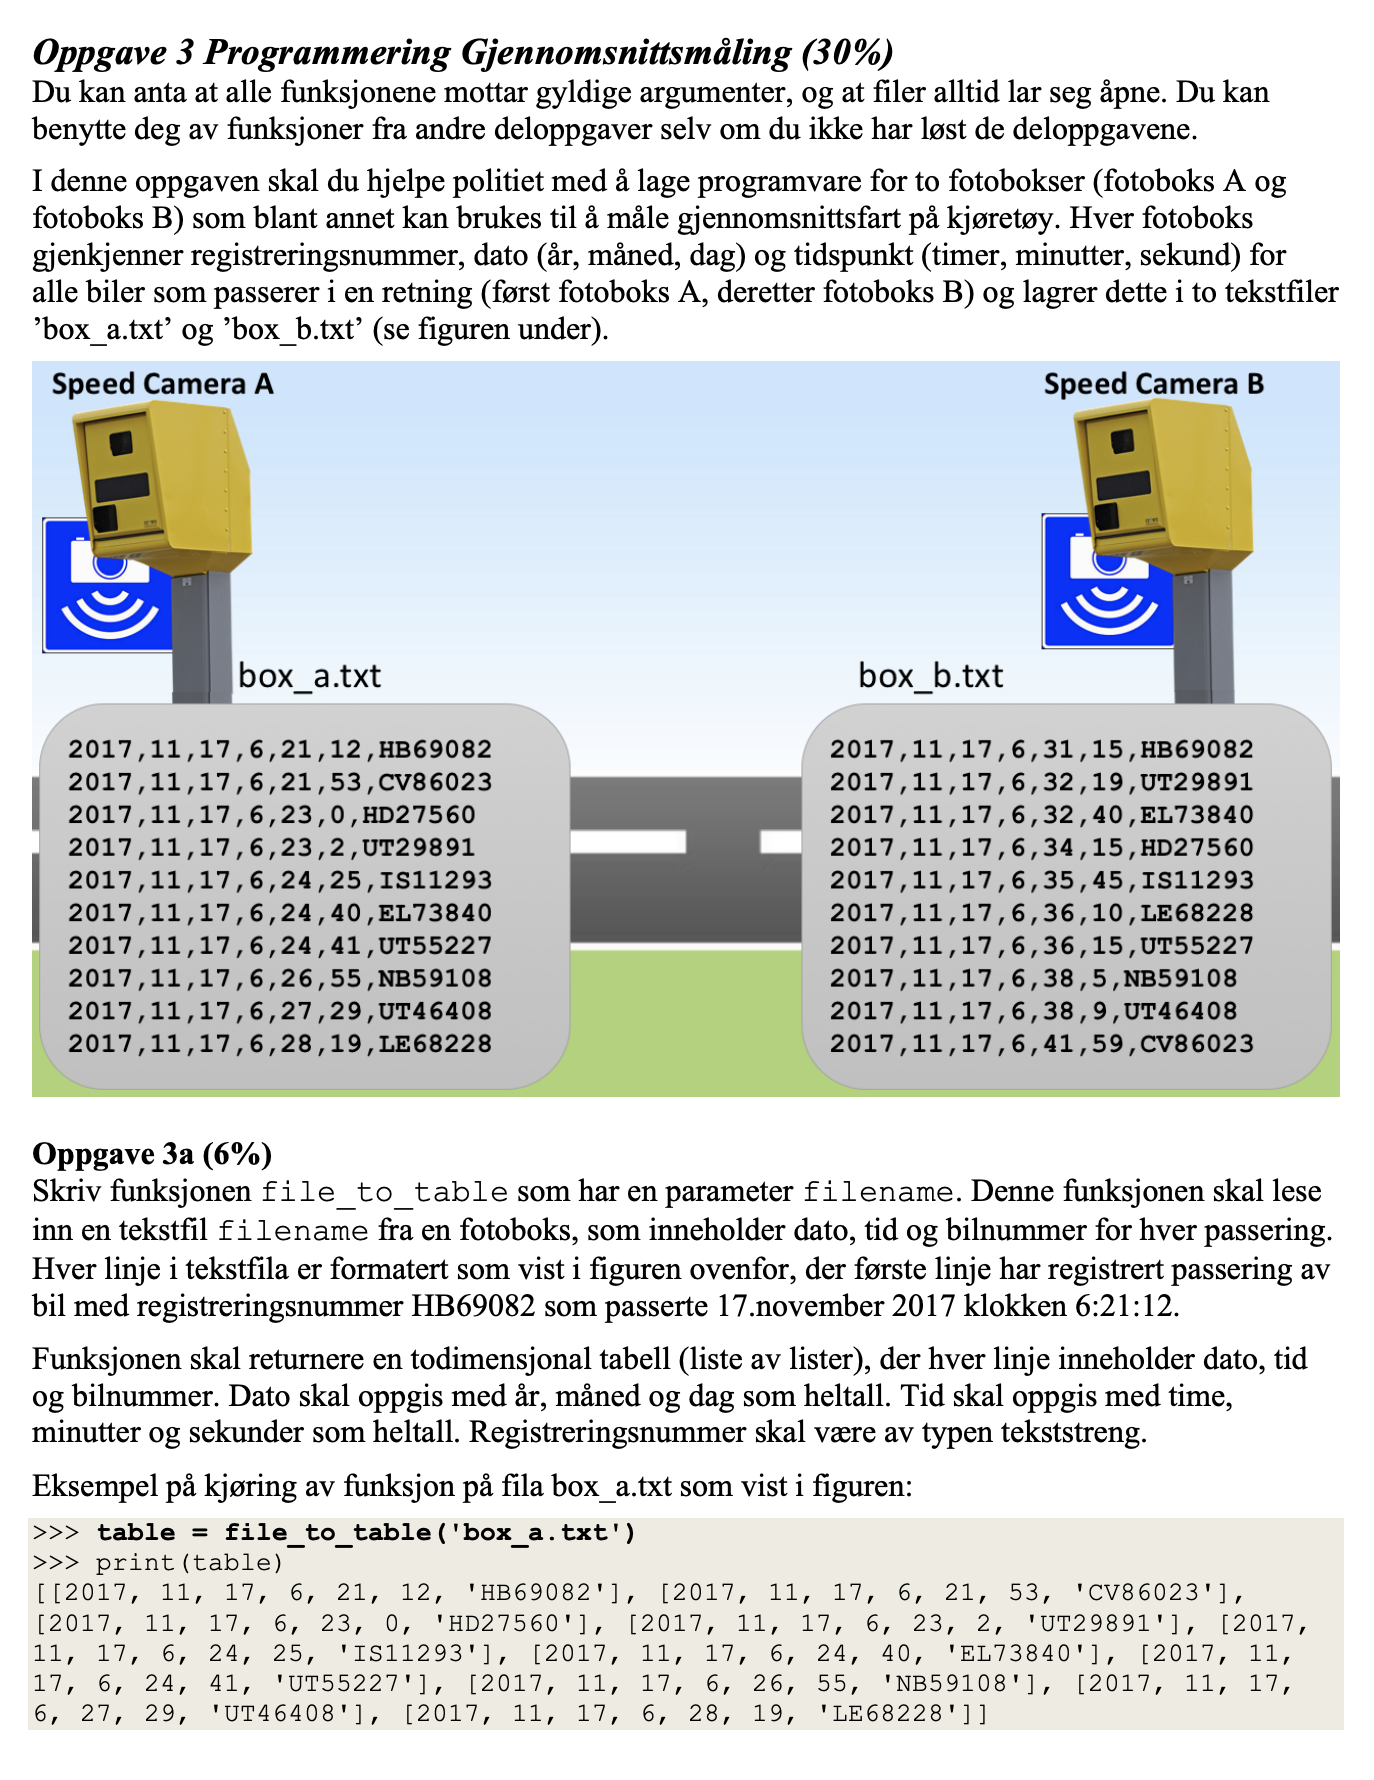 Oppgave 3 Programmering Gjennomsnittsmåling (30%)
Du kan anta at alle funksjonene mottar gyldige argumenter, og at filer alltid lar seg åpne. Du kan
benytte deg av funksjoner fra andre deloppgaver selv om du ikke har løst de deloppgavene.
I denne oppgaven skal du hjelpe politiet med å lage programvare for to fotobokser (fotoboks A og
fotoboks B) som blant annet kan brukes til å måle gjennomsnittsfart på kjøretøy. Hver fotoboks
gjenkjenner registreringsnummer, dato (år, måned, dag) og tidspunkt (timer, minutter, sekund) for
alle biler som passerer i en retning (først fotoboks A, deretter fotoboks B) og lagrer dette i to tekstfiler
’box_a.txt’ og ’box_b.txt’ (se figuren under).
Speed Camera A
Speed Camera B
box_a.txt
box_b.txt
2017,11,17,6,21,12,HB69082
2017,11,17,6,21,53,CV86023
2017,11,17,6,23,0,HD27560
2017,11,17,6,23,2,UT29891
2017,11,17,6,24,25,IS11293
2017,11,17,6,24,40,EL73840
2017,11,17,6,24,41,UT55227
2017,11,17,6,26,55,NB59108
2017,11,17,6,27,29,UT46408
2017,11,17,6,28,19,LE68228
2017,11,17,6,31,15,HB69082
2017,11,17,6,32,19,UT29891
2017,11,17,6,32,40,EL73840
2017,11,17,6,34,15,HD27560
2017,11,17,6,35,45,IS11293
2017,11,17,6,36,10,LE68228
2017,11,17,6,36,15,UT55227
2017,11,17,6,38,5,NB59108
2017,11,17,6,38,9,UT46408
2017,11,17,6,41,59,CV86023
Oppgave 3a (6%)
Skriv funksjonen file_to_table som har en parameter filename. Denne funksjonen skal lese
inn en tekstfil filename fra en fotoboks, som inneholder dato, tid og bilnummer for hver passering.
Hver linje i tekstfila er formatert som vist i figuren ovenfor, der første linje har registrert passering av
bil med registreringsnummer HB69082 som passerte 17.november 2017 klokken 6:21:12.
Funksjonen skal returnere en todimensjonal tabell (liste av lister), der hver linje inneholder dato, tid
og bilnummer. Dato skal oppgis med år, måned og dag som heltall. Tid skal oppgis med time,
minutter og sekunder som heltall. Registreringsnummer skal være av typen tekststreng.
Eksempel på kjøring av funksjon på fila box_a.txt som vist i figuren:
>>> table = file_to_table('box_a.txt')
>>> print(table)
[[2017, 11, 17, 6, 21, 12, 'HB69082'], [2017, 11, 17, 6, 21, 53, 'CV86023'],
[2017, 11, 17, 6, 23, 0, 'HD27560'], [2017, 11, 17, 6, 23, 2, 'UT29891'], [2017,
11, 17, 6, 24, 25, 'IS11293'], [2017, 11, 17, 6, 24, 40, 'EL73840'], [2017, 11,
17, 6, 24, 41, 'UT55227'], [2017, 11, 17, 6, 26, 55, 'NB59108'], [2017, 11, 17,
6, 27, 29, 'UT46408'], [2017, 11, 17, 6, 28, 19, 'LE68228']]